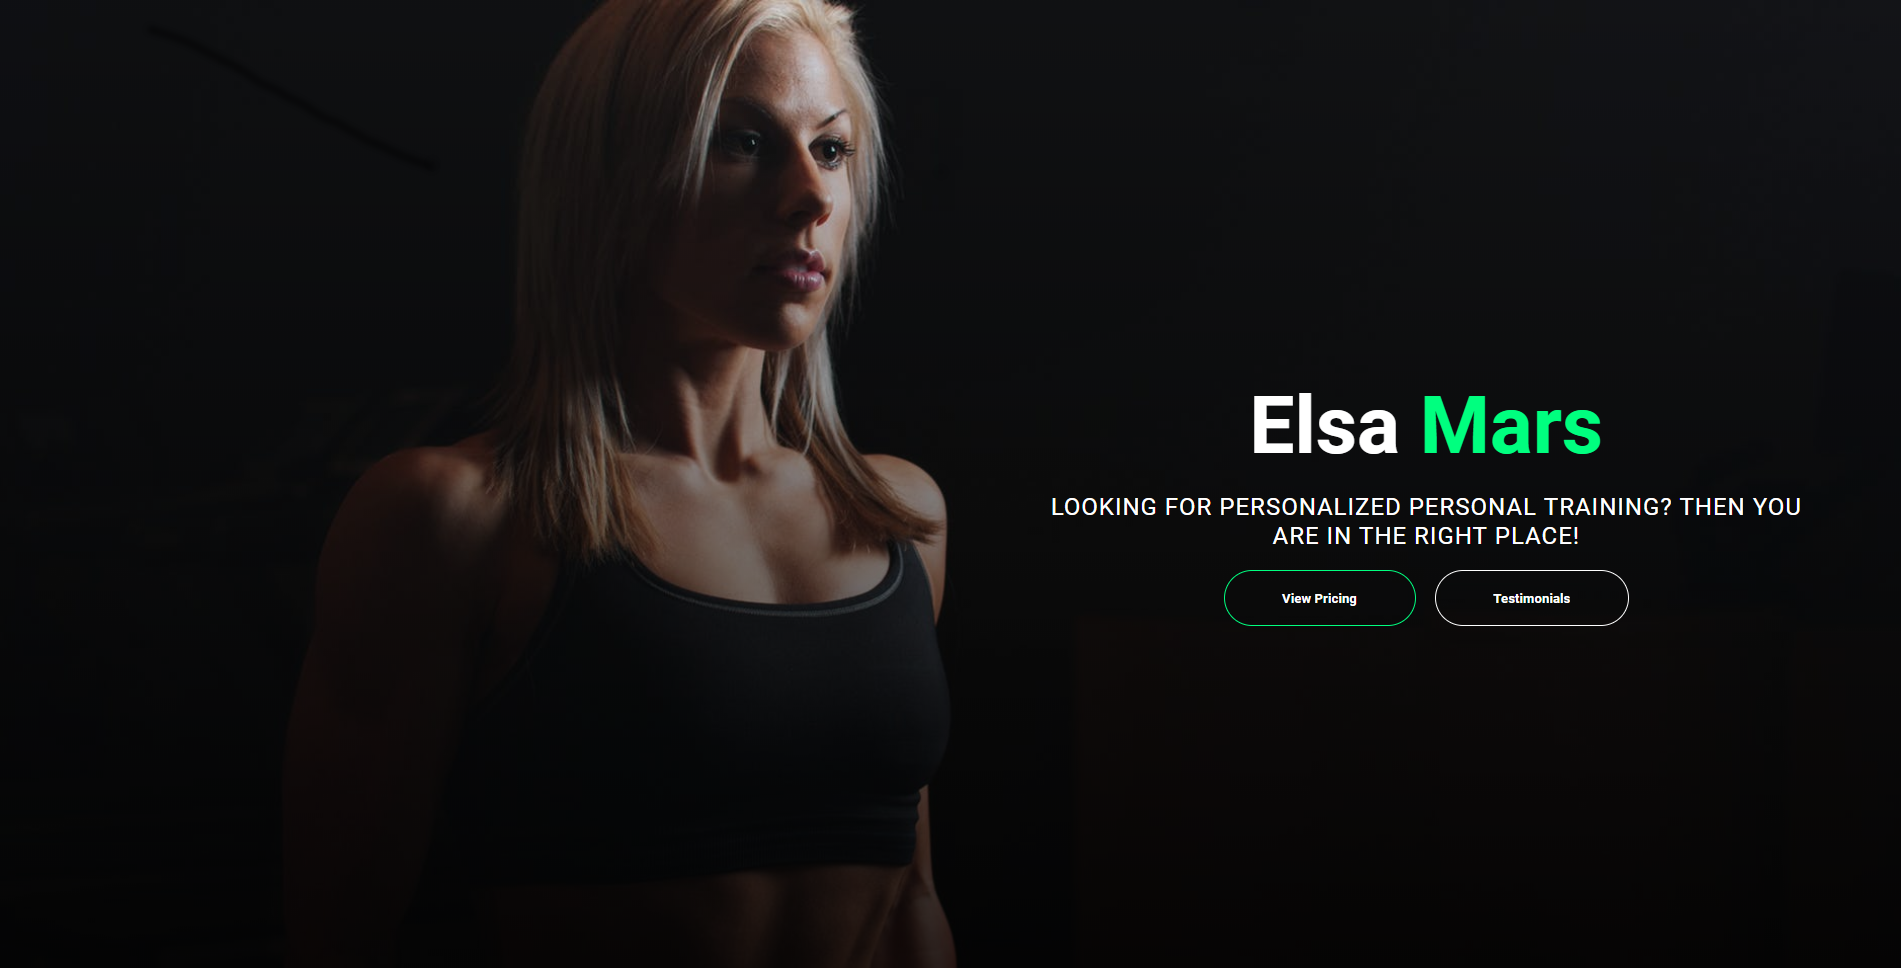 Elsa Mars
LOOKING FOR PERSONALIZED PERSONAL TRAINING? THEN YOU
ARE IN THE RIGHT PLACE!
View Pricing
Testimonials